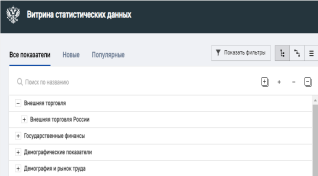 Витрина статистических данных
Все показатели Новые Популярные Показать фильтры
Поиск по названию
Внешняя торговля
Внешняя торговля России
Государственные финансы
Демографические показатели
Демография и рынок труда